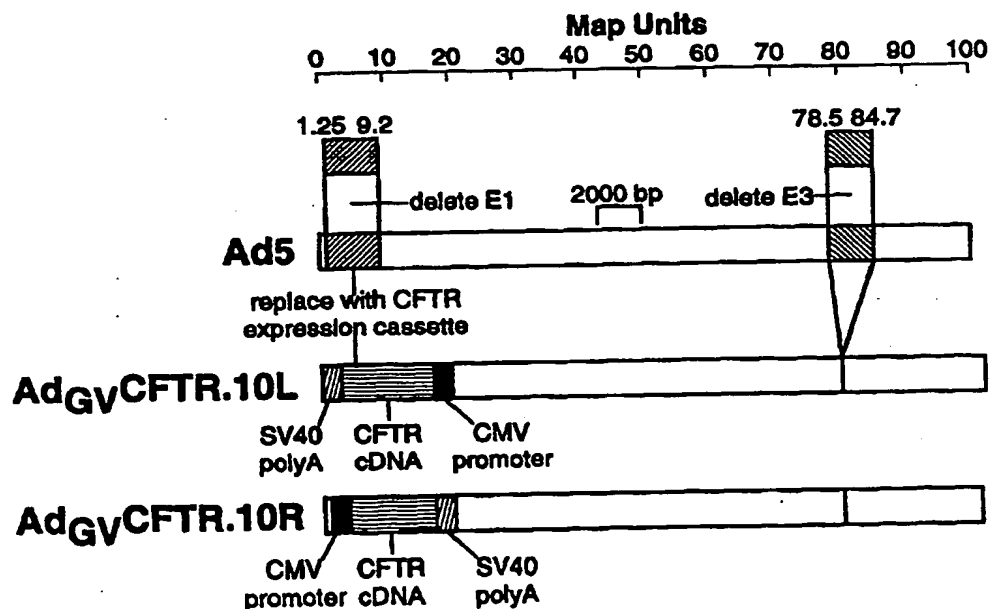 Map Units
0 10 20 30 40 50 60 70 80 90 100
1.25 9.2
78.5 84.7
delete E1
2000 bp
delete E3
Ad5
replace with CFTR
expression cassette
AdGVCFTR.10L
SV40
polyA
CFTR
cDNA
CMV
promoter
AdGVCFTR.10R
CMV
promoter
CFTR
cDNA
SV40
polyA